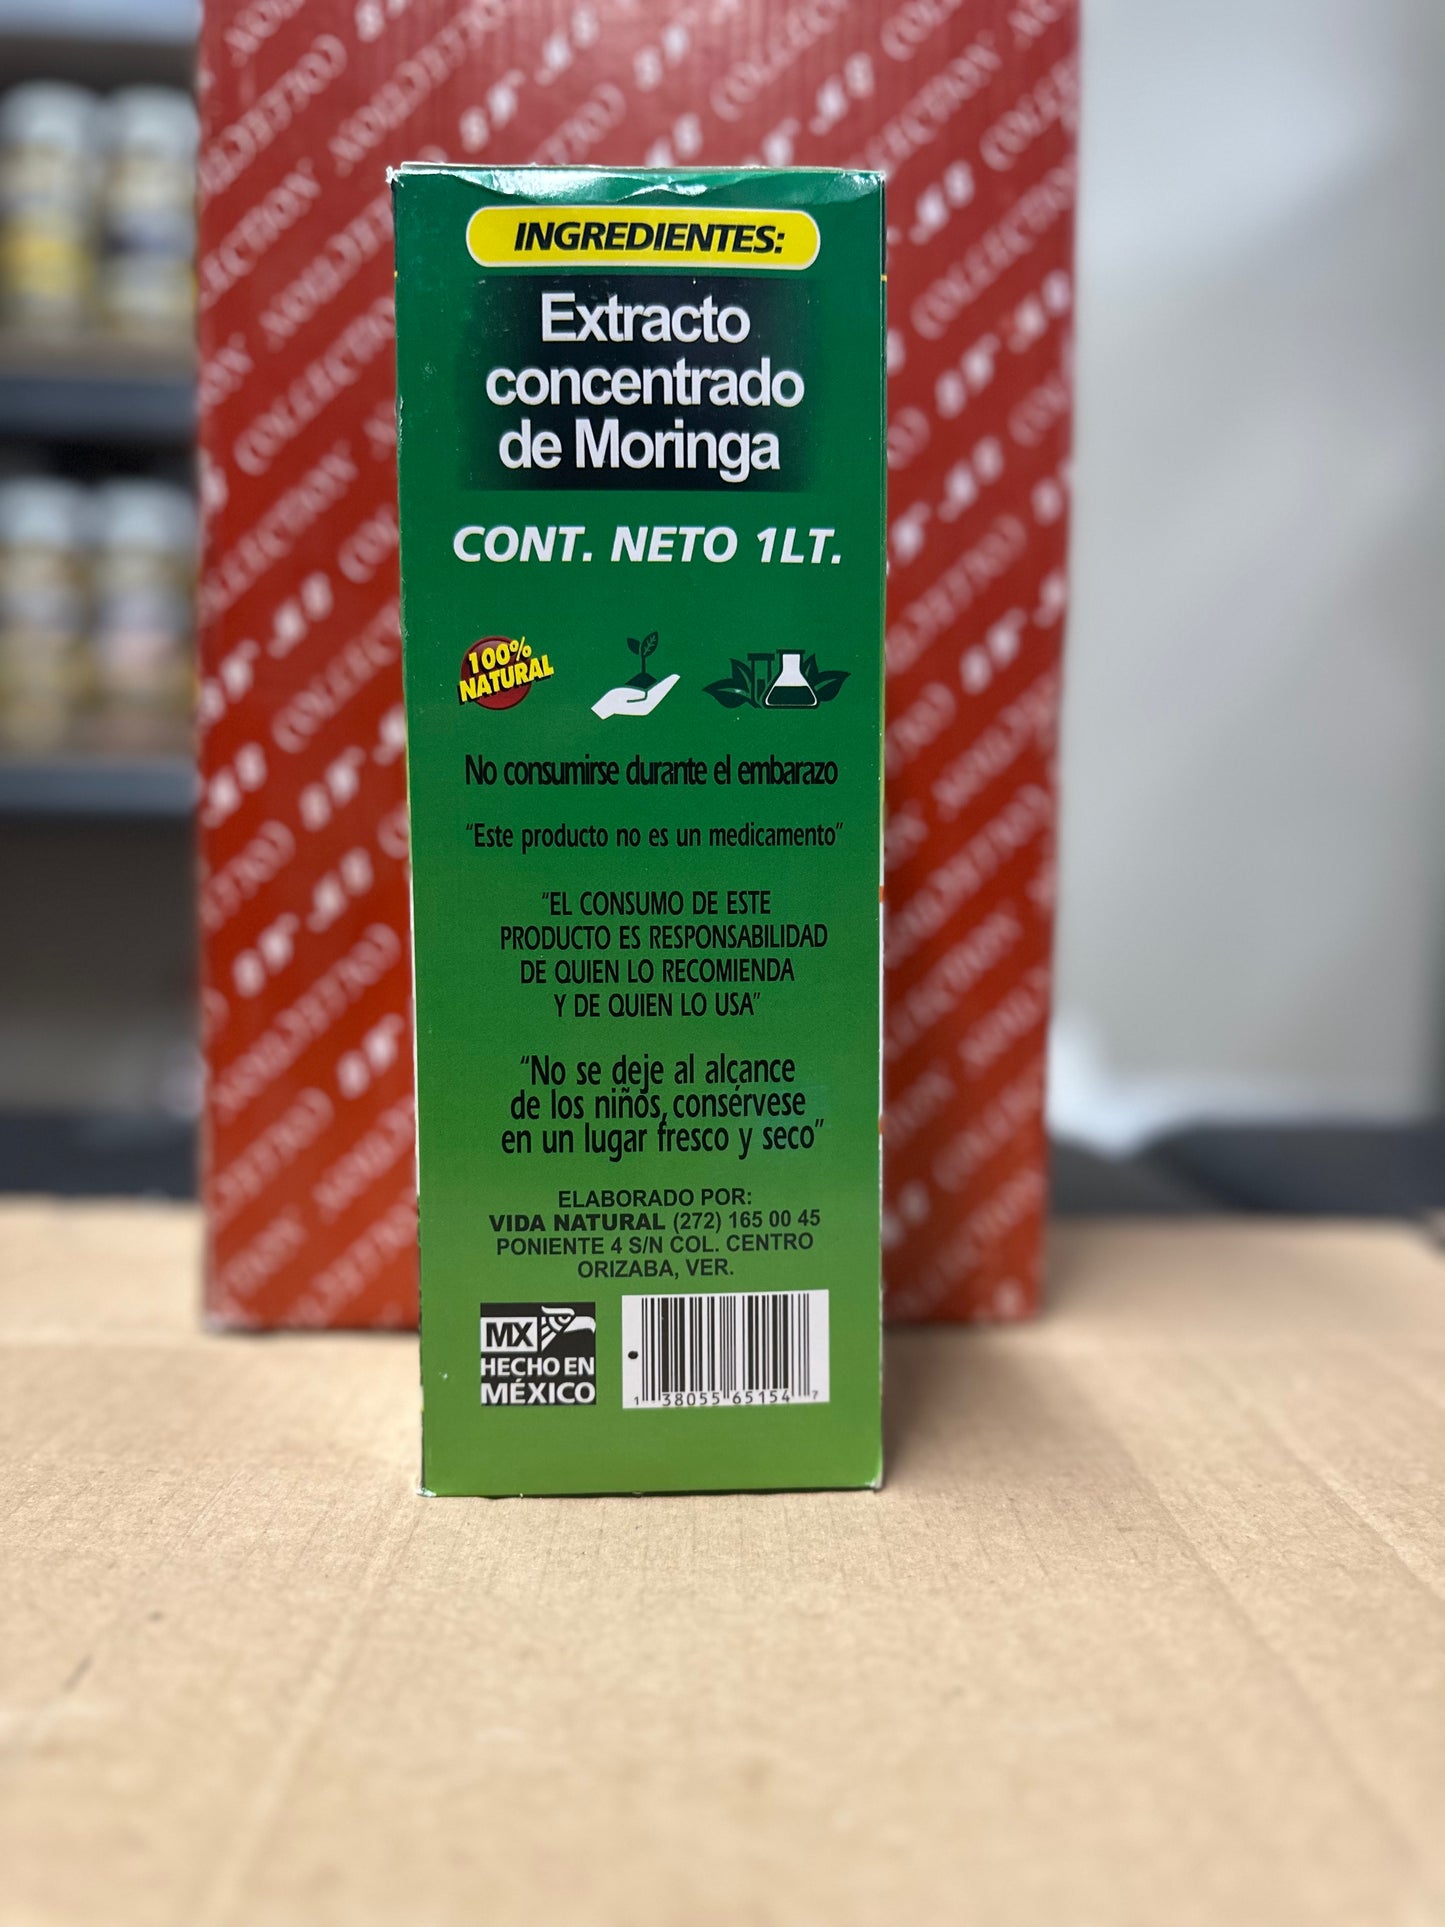 INGREDIENTES:
Extracto
concentrado
de Moringa
CONT. NETO 1LT.
100%
NATURAL
No consumirse durante el embarazo
“Este producto no es un medicamento”
“EL CONSUMO DE ESTE
PRODUCTO ES RESPONSABILIDAD
DE QUIEN LO RECOMIENDA
Y DE QUIEN LO USA”
“No se deje al alcance
de los niños, consérvese
en un lugar fresco y seco”
ELABORADO POR:
VIDA NATURAL (272) 165 00 45
PONIENTE 4 S/N COL. CENTRO
ORIZABA, VER.
MX
HECHO EN
MÉXICO
1 38055 65154 7
COLLECTION